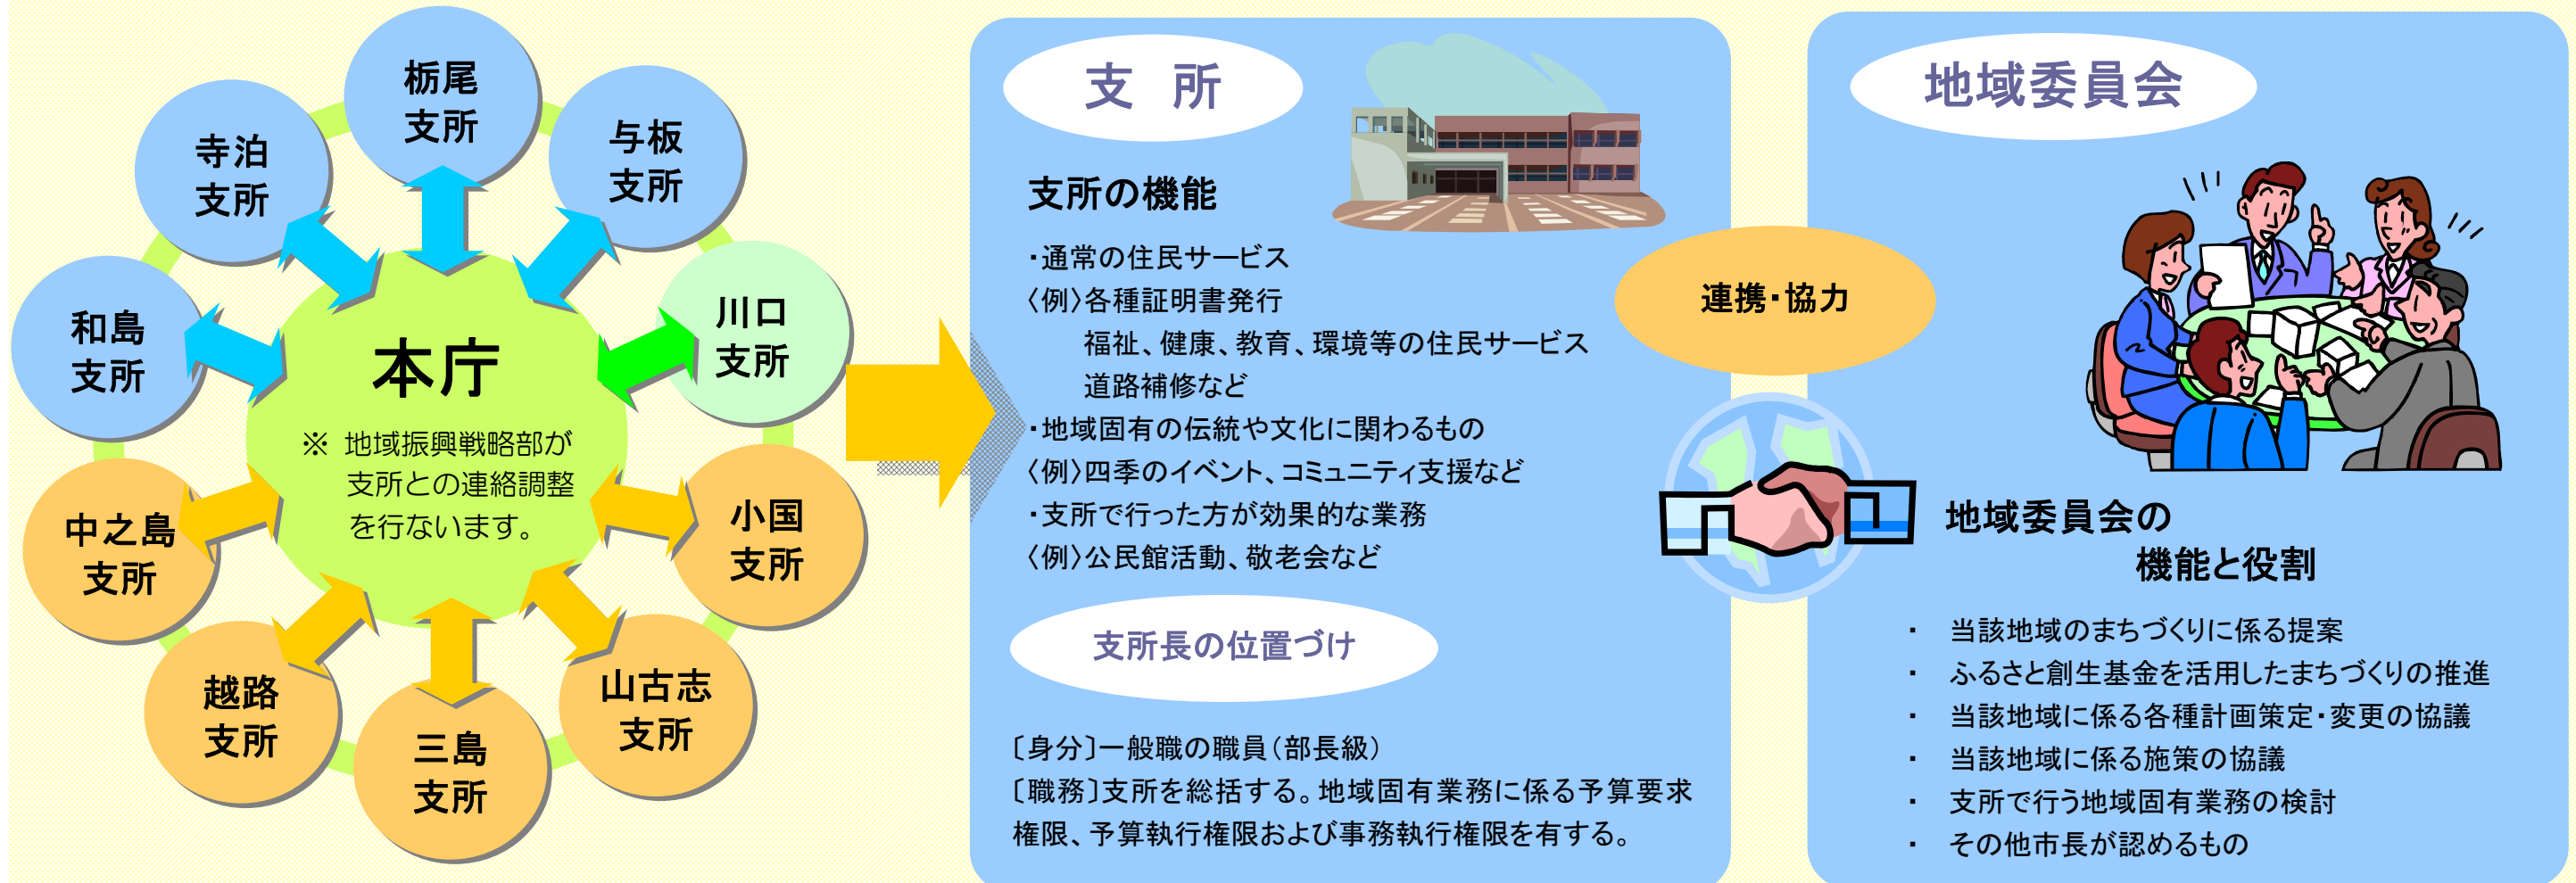 栃尾
支所
与板
支所
川口
支所
小国
支所
山古志
支所
三島
支所
越路
支所
中之島
支所
和島
支所
寺泊
支所
本庁
※ 地域振興戦略部が
支所との連絡調整
を行ないます。
支 所
支所の機能
・通常の住民サービス
〈例〉各種証明書発行
福祉、健康、教育、環境等の住民サービス
道路補修など
・地域固有の伝統や文化に関わるもの
〈例〉四季のイベント、コミュニティ支援など
・支所で行った方が効果的な業務
〈例〉公民館活動、敬老会など
支所長の位置づけ
〔身分〕一般職の職員（部長級）
〔職務〕支所を総括する。地域固有業務に係る予算要求
権限、予算執行権限および事務執行権限を有する。
連携・協力
地域委員会
地域委員会の
機能と役割
・ 当該地域のまちづくりに係る提案
・ ふるさと創生基金を活用したまちづくりの推進
・ 当該地域に係る各種計画策定・変更の協議
・ 当該地域に係る施策の協議
・ 支所で行う地域固有業務の検討
・ その他市長が認めるもの